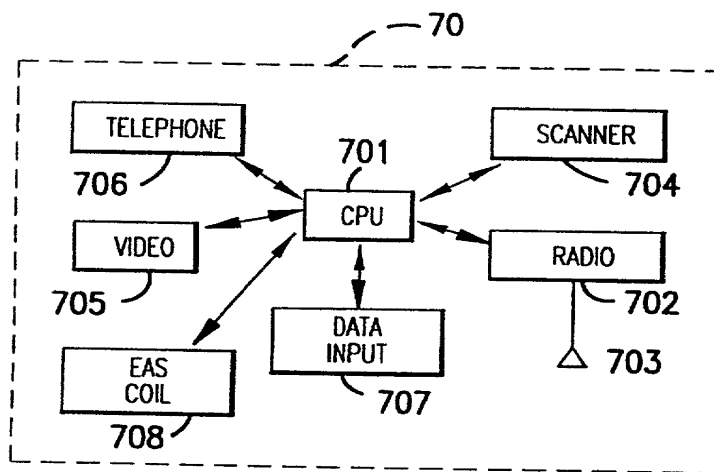 70
TELEPHONE
706
701
CPU
SCANNER
704
VIDEO
705
RADIO
702
703
EAS
COIL
708
DATA
INPUT
707